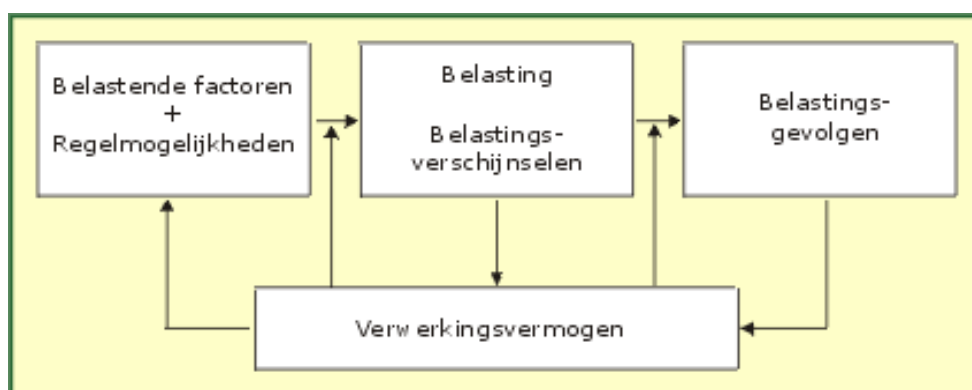 Belastende factoren
+
Regelmogelijkheden
Belasting
Belastings-
verschijnselen
Belastings-
gevolgen
Verwerkingsvermogen